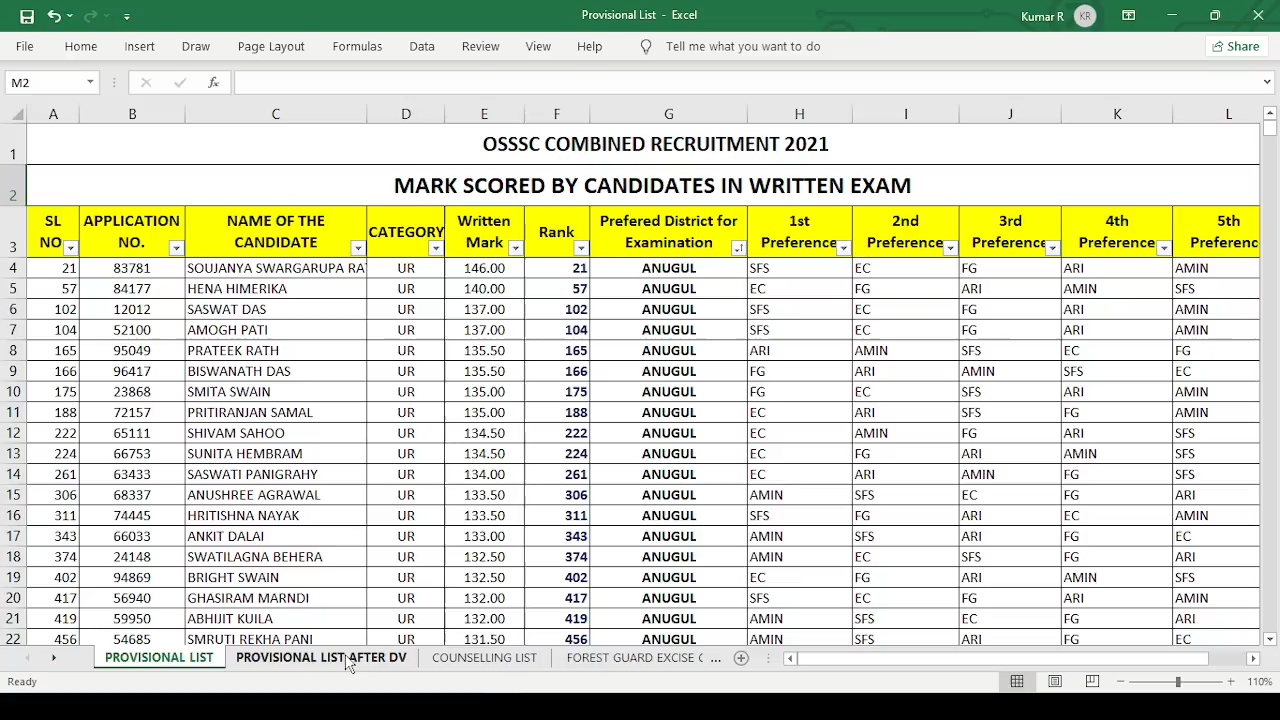 Provisional List - Excel
Kumar R
KR
File Home Insert Draw Page Layout Formulas Data Review View Help Tell me what you want to do Share
M2
fx
A B C D E F G H I J K L
1 OSSSC COMBINED RECRUITMENT 2021
2 MARK SCORED BY CANDIDATES IN WRITTEN EXAM
3 SL NO APPLICATION NO. NAME OF THE CANDIDATE CATEGORY Written Mark Rank Prefered District for Examination 1st Preference 2nd Preference 3rd Preference 4th Preference 5th Preferenc
4 21 83781 SOUJANYA SWARGARUPA RA UR 146.00 21 ANUGUL SFS EC FG ARI AMIN
5 57 84177 HENA HIMERIKA UR 140.00 57 ANUGUL EC FG ARI AMIN SFS
6 102 12012 SASWAT DAS UR 137.00 102 ANUGUL SFS EC FG ARI AMIN
7 104 52100 AMOGH PATI UR 137.00 104 ANUGUL SFS EC FG ARI AMIN
8 165 95049 PRATEEK RATH UR 135.50 165 ANUGUL ARI AMIN SFS EC FG
9 166 96417 BISWANATH DAS UR 135.50 166 ANUGUL FG ARI AMIN SFS EC
10 175 23868 SMITA SWAIN UR 135.00 175 ANUGUL FG EC SFS ARI AMIN
11 188 72157 PRITIRANJAN SAMAL UR 135.00 188 ANUGUL EC ARI SFS FG AMIN
12 222 65111 SHIVAM SAHOO UR 134.50 222 ANUGUL EC AMIN FG ARI SFS
13 224 66753 SUNITA HEMBRAM UR 134.50 224 ANUGUL EC FG ARI AMIN SFS
14 261 63433 SASWATI PANIGRAHY UR 134.00 261 ANUGUL EC ARI AMIN FG SFS
15 306 68337 ANUSHREE AGRAWAL UR 133.50 306 ANUGUL AMIN SFS EC FG ARI
16 311 74445 HRITISHNA NAYAK UR 133.50 311 ANUGUL SFS FG ARI EC AMIN
17 343 66033 ANKIT DALAI UR 133.00 343 ANUGUL AMIN SFS ARI FG EC
18 374 24148 SWATILAGNA BEHERA UR 132.50 374 ANUGUL AMIN EC SFS FG ARI
19 402 94869 BRIGHT SWAIN UR 132.50 402 ANUGUL EC FG ARI AMIN SFS
20 417 56940 GHASIRAM MARNDI UR 132.00 417 ANUGUL SFS EC FG ARI AMIN
21 419 59950 ABHIJIT KUILA UR 132.00 419 ANUGUL AMIN SFS EC FG ARI
22 456 54685 SMRUTI REKHA PANI UR 131.50 456 ANUGUL AMIN SFS EC FG ARI
PROVISIONAL LIST PROVISIONAL LIST AFTER DV COUNSELLING LIST FOREST GUARD EXCISE C ...
Ready 110%